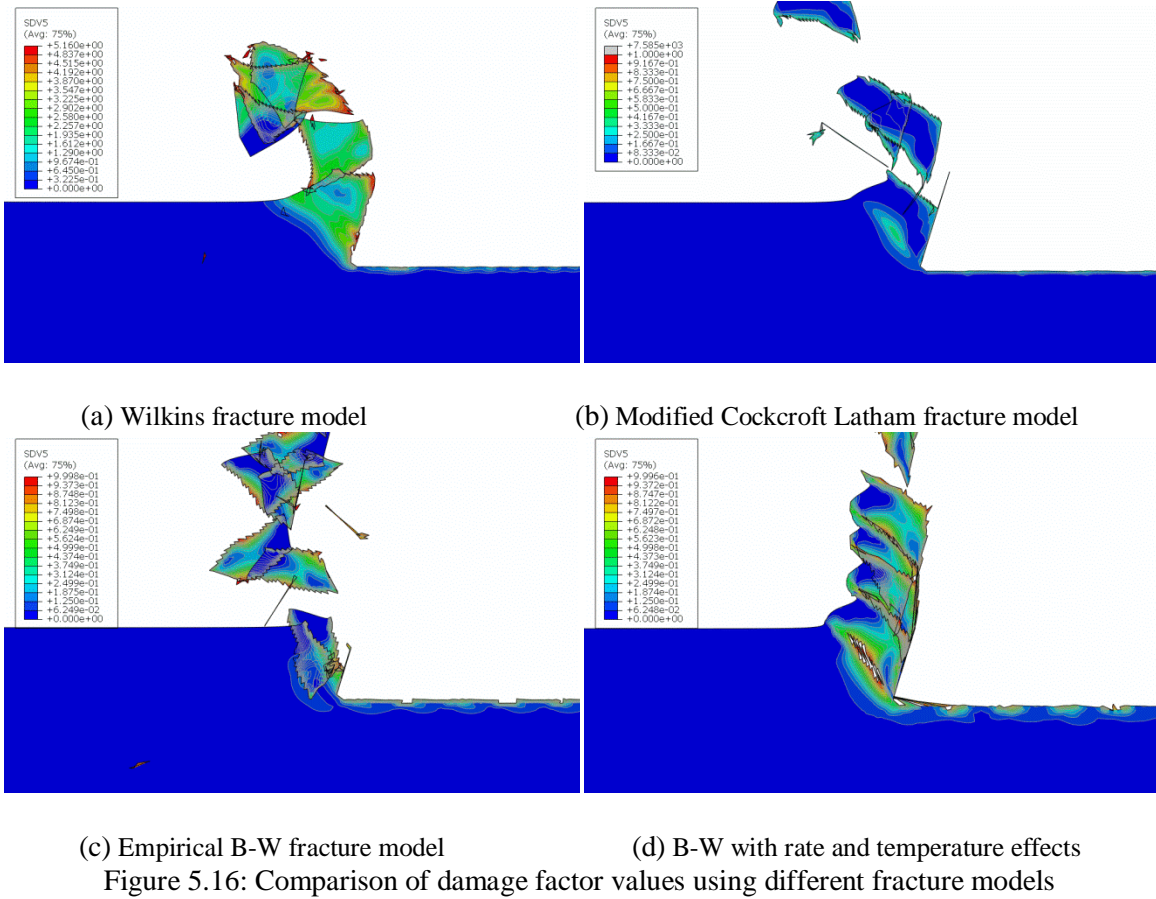 SDV5
(Avg: 75%)
+5.160e+00
+4.837e+00
+4.515e+00
+4.192e+00
+3.870e+00
+3.547e+00
+3.225e+00
+2.902e+00
+2.580e+00
+2.257e+00
+1.935e+00
+1.612e+00
+1.290e+00
+9.674e-01
+6.450e-01
+3.225e-01
+0.000e+00
SDV5
(Avg: 75%)
+7.585e+03
+1.000e+00
+9.167e-01
+8.333e-01
+7.500e-01
+6.667e-01
+5.833e-01
+5.000e-01
+4.167e-01
+3.333e-01
+2.500e-01
+1.667e-01
+8.333e-02
+0.000e+00
(a) Wilkins fracture model
(b) Modified Cockcroft Latham fracture model
SDV5
(Avg: 75%)
+9.998e-01
+9.373e-01
+8.748e-01
+8.123e-01
+7.498e-01
+6.874e-01
+6.249e-01
+5.624e-01
+4.999e-01
+4.374e-01
+3.749e-01
+3.124e-01
+2.499e-01
+1.875e-01
+1.250e-01
+6.249e-02
+0.000e+00
SDV5
(Avg: 75%)
+9.996e-01
+9.372e-01
+8.747e-01
+8.122e-01
+7.497e-01
+6.872e-01
+6.248e-01
+5.623e-01
+4.998e-01
+4.373e-01
+3.749e-01
+3.124e-01
+2.499e-01
+1.874e-01
+1.250e-01
+6.248e-02
+0.000e+00
(c) Empirical B-W fracture model
(d) B-W with rate and temperature effects
Figure 5.16: Comparison of damage factor values using different fracture models